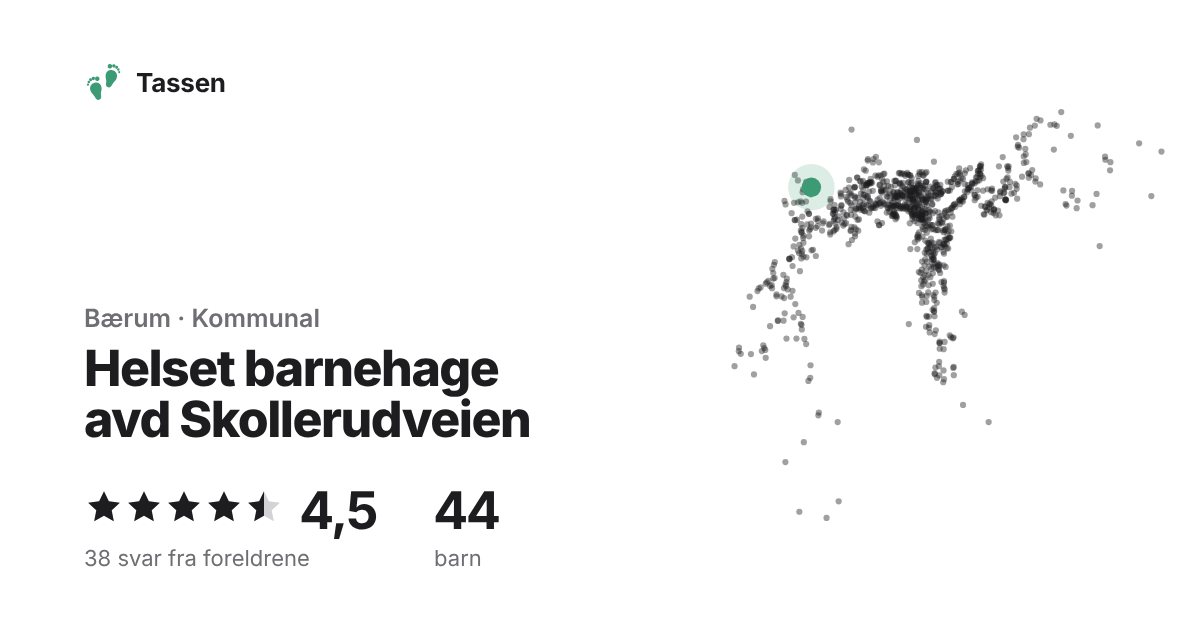 Tassen
Bærum · Kommunal
Helset barnehage
avd Skollerudveien
4,5
38 svar fra foreldrene
44
barn